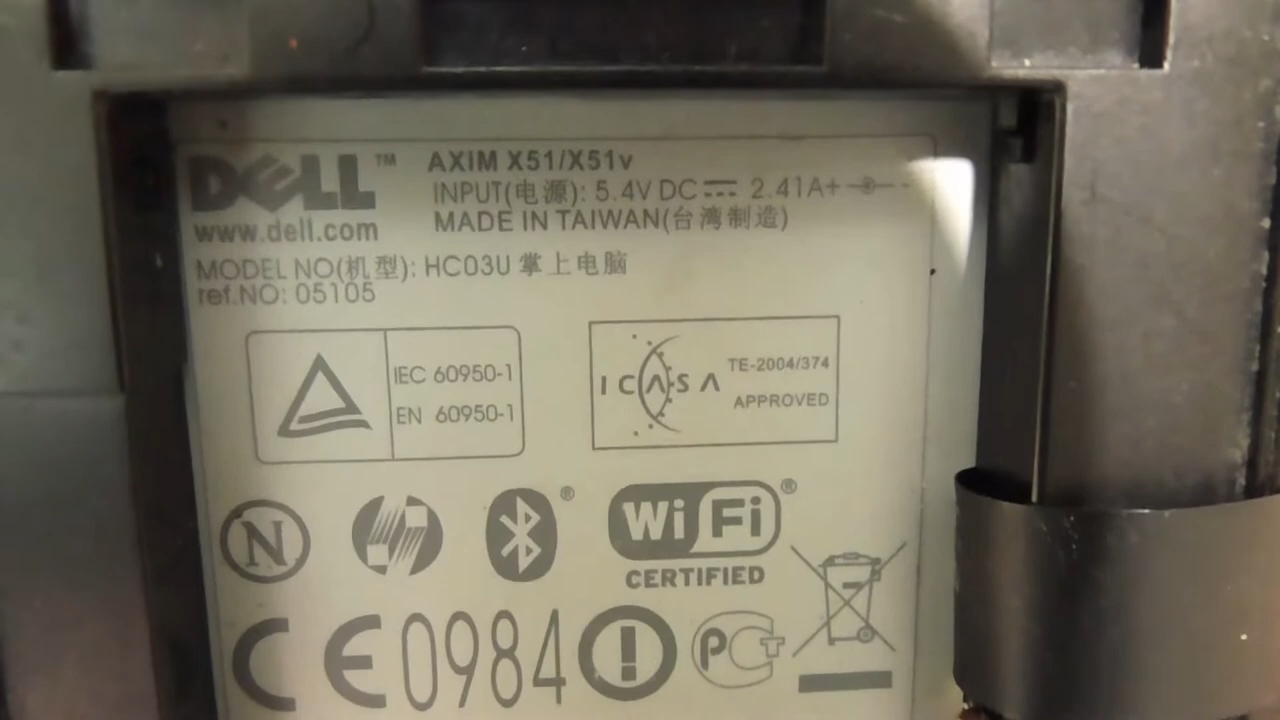 DELL™
www.dell.com
AXIM X51/X51v
INPUT(电源): 5.4V DC 2.41A+ -
MADE IN TAIWAN(台湾制造)
MODEL NO(机型): HC03U 掌上电脑
ref.NO: 05105
IEC 60950-1
EN 60950-1
ICASA
TE-2004/374
APPROVED
N
®
Wi Fi ®
CERTIFIED
CE 0984 ! PCT